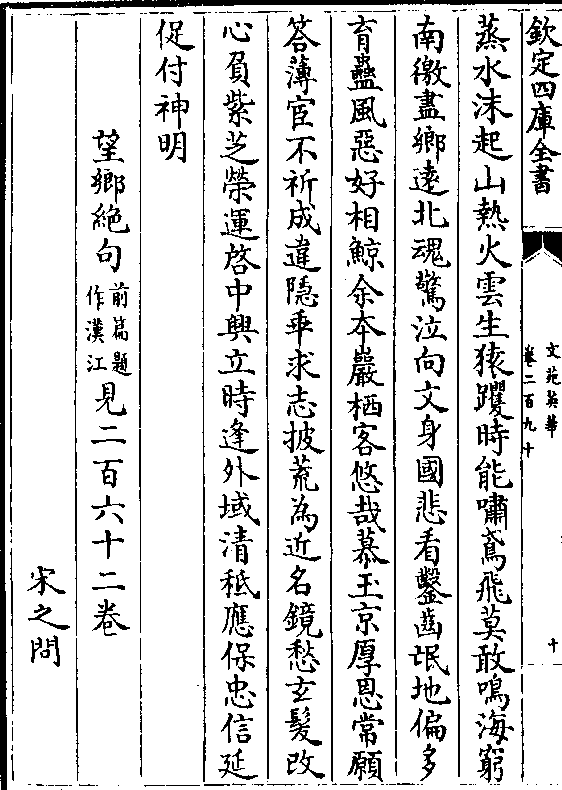 欽定四庫全書
文苑英華
卷二百九十
十
蒸水沫起山熱火雲生猿躩時能嘯鳶飛莫敢鳴海窮
南徼盡鄉逺北魂驚泣向文身國悲看鑿齒氓地偏多
育蠱風惡好相鯨余本巖栖客悠哉慕玉京厚恩常願
答薄宦不祈成違隠乖求志披荒為近名鏡愁𤣥髮改
心負紫芝榮運啓中興立時逢外域清秪應保忠信延
促付神明
望鄉絶句前篇題作漢江見二百六十二卷
宋之問